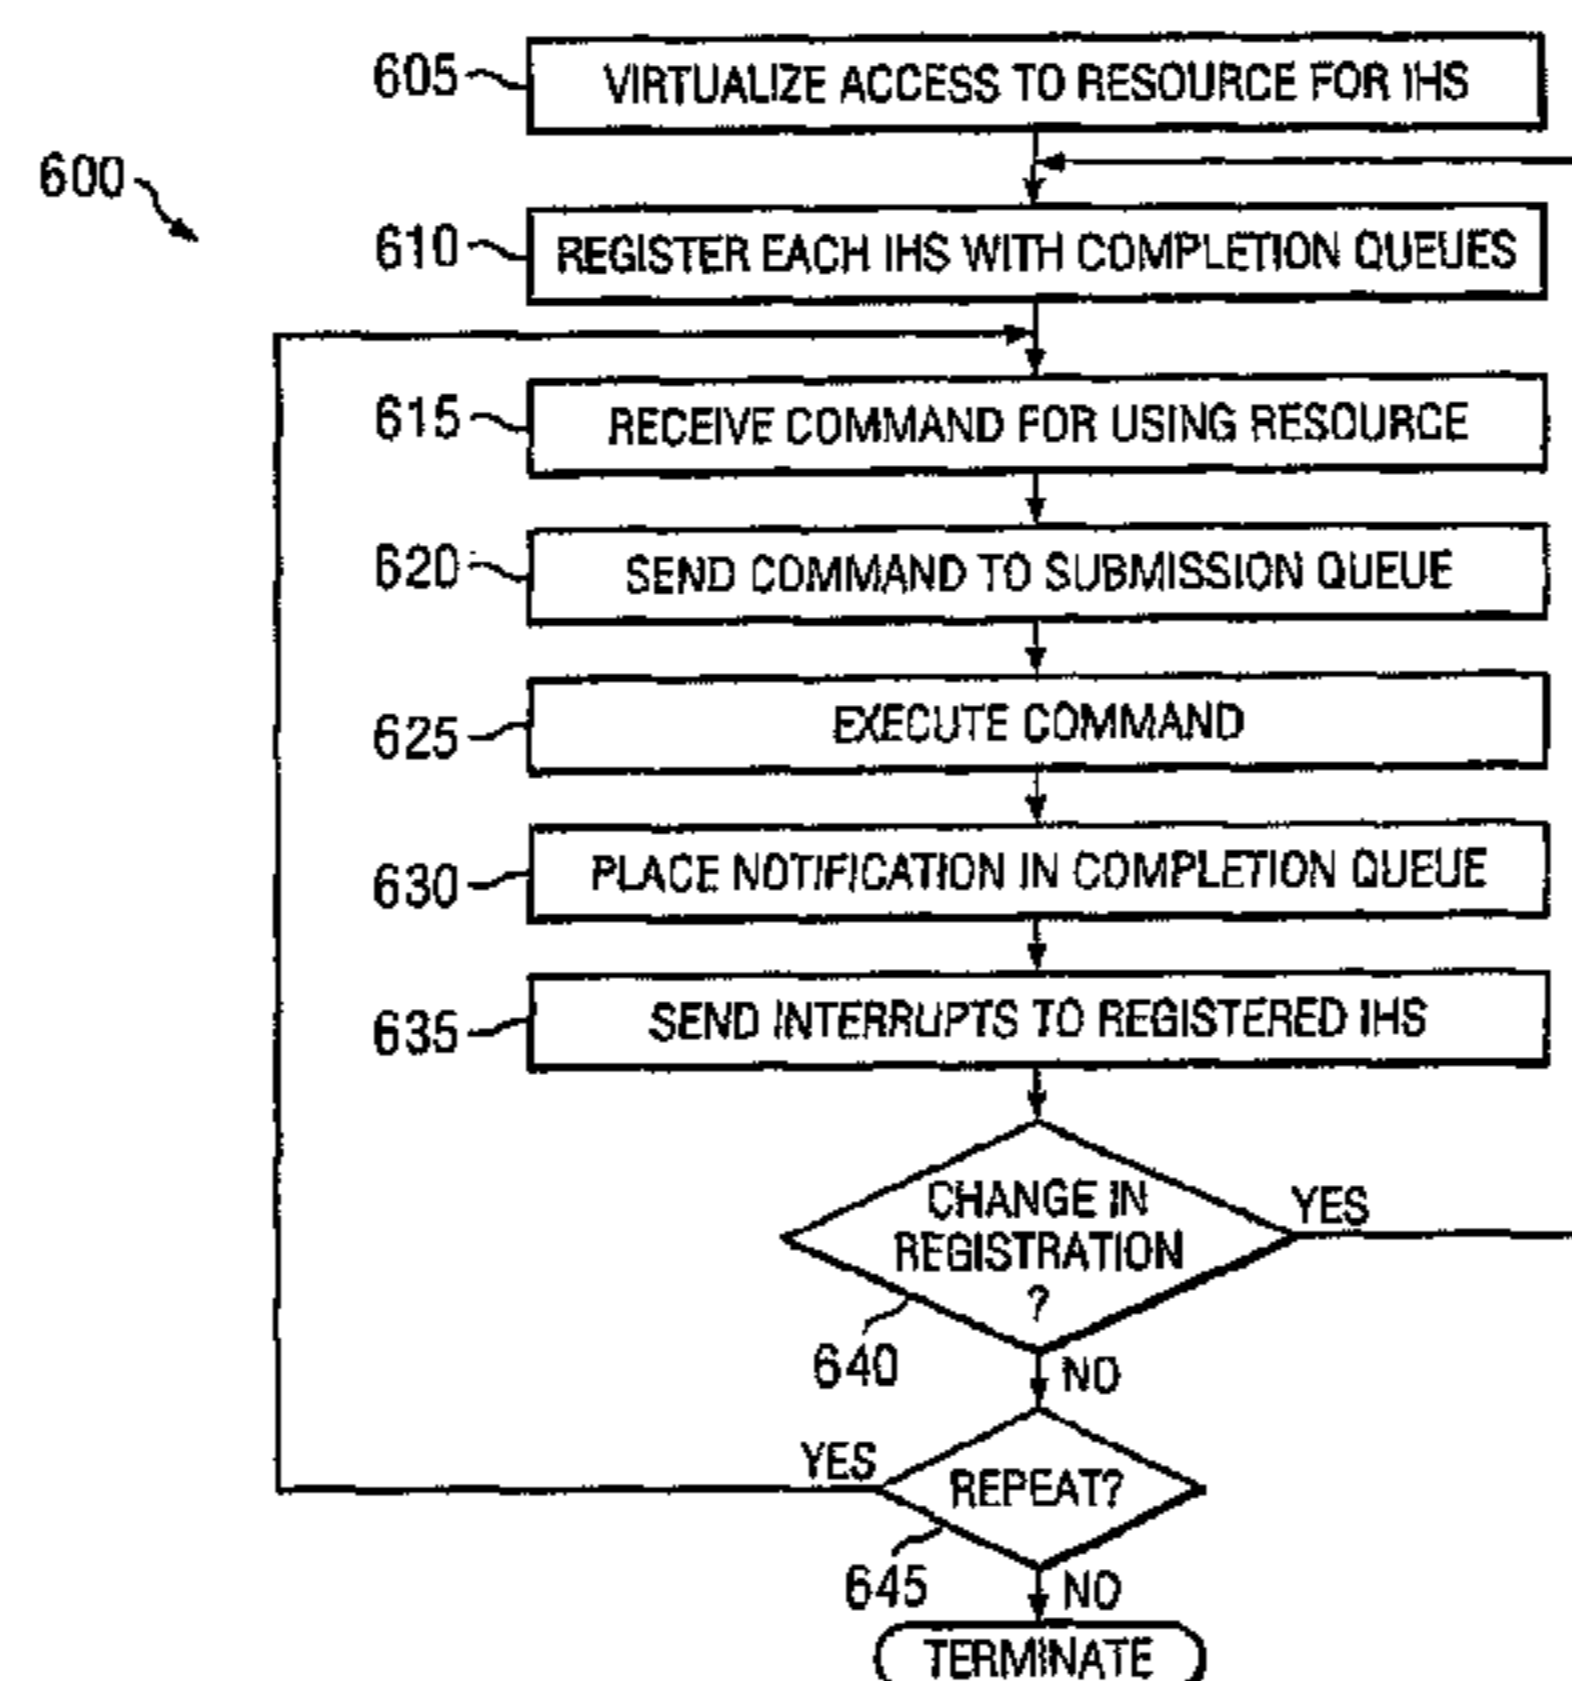 605
VIRTUALIZE ACCESS TO RESOURCE FOR IHS
600
610
REGISTER EACH IHS WITH COMPLETION QUEUES
615
RECEIVE COMMAND FOR USING RESOURCE
620
SEND COMMAND TO SUBMISSION QUEUE
625
EXECUTE COMMAND
630
PLACE NOTIFICATION IN COMPLETION QUEUE
635
SEND INTERRUPTS TO REGISTERED IHS
CHANGE IN
REGISTRATION
?
YES
640
NO
YES
REPEAT?
645
NO
TERMINATE